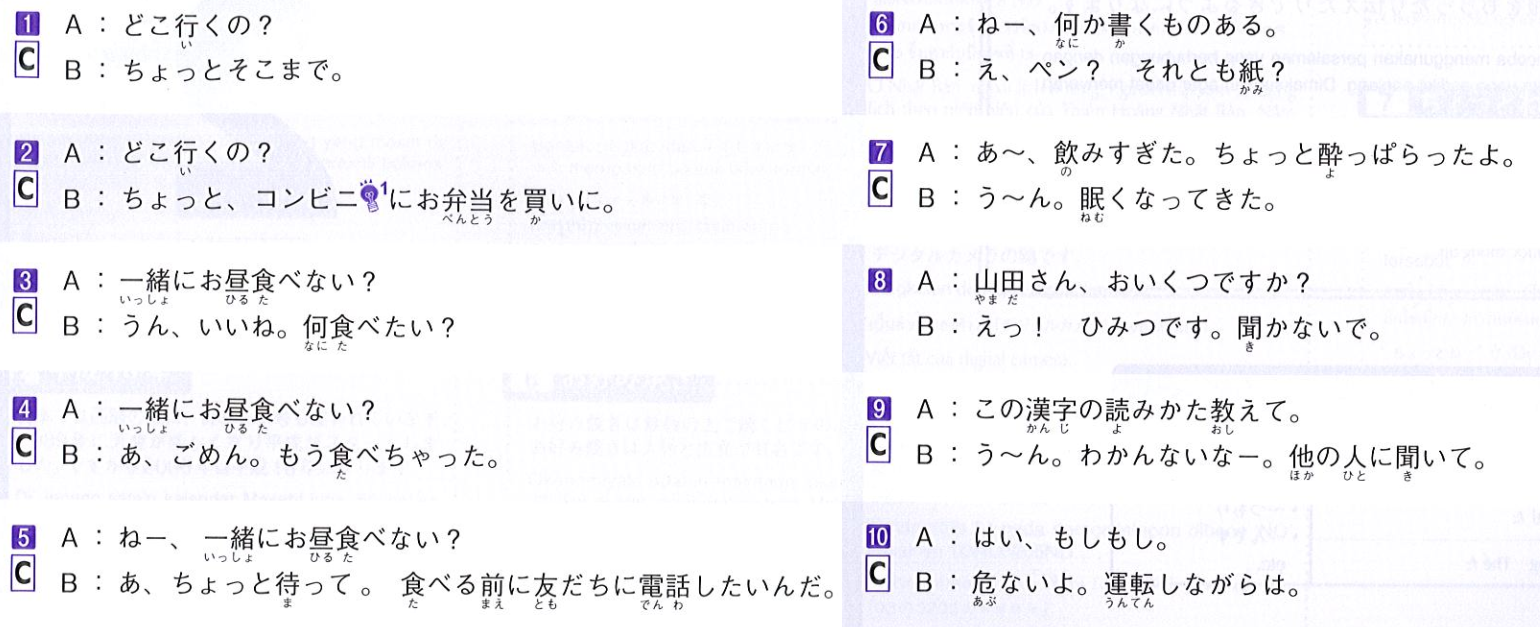 1 A：どこ行くの？
C B：ちょっとそこまで。
2 A：どこ行くの？
C B：ちょっと、コンビニ1にお弁当を買いに。
3 A：一緒にお昼食べない？
C B：うん、いいね。何食べたい？
4 A：一緒にお昼食べない？
C B：あ、ごめん。もう食べちゃった。
5 A：ねー、一緒にお昼食べない？
C B：あ、ちょっと待って。食べる前に友だちに電話したいんだ。
6 A：ねー、何か書くものある。
C B：え、ペン？ それとも紙？
7 A：あ～、飲みすぎた。ちょっと酔っぱらったよ。
C B：う～ん。眠くなってきた。
8 A：山田さん、おいくつですか？
C B：えっ！ ひみつです。聞かないで。
9 A：この漢字の読みかた教えて。
C B：う～ん。わかんないなー。他の人に聞いて。
10 A：はい、もしもし。
C B：危ないよ。運転しながらは。